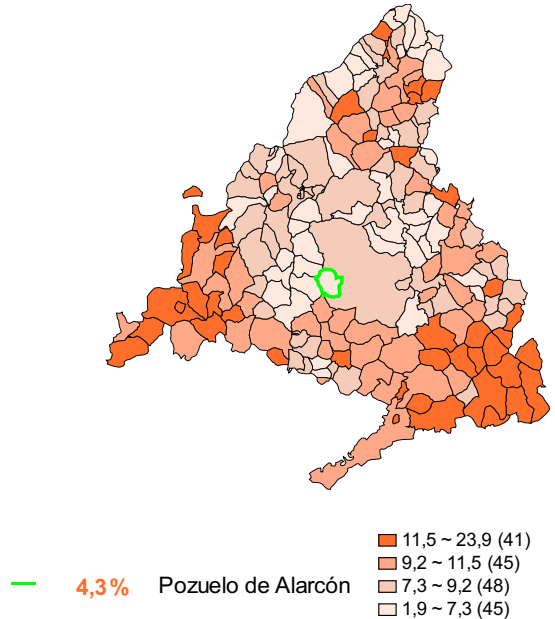 11,5 ~ 23,9 (41)
9,2 ~ 11,5 (45)
4,3% Pozuelo de Alarcón
7,3 ~ 9,2 (48)
1,9 ~ 7,3 (45)